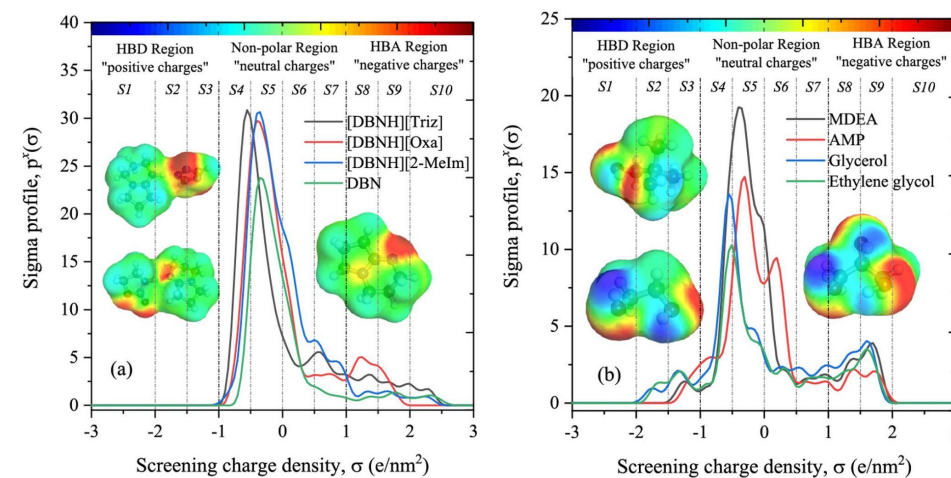 40
35
30
25
20
15
10
5
0
Sigma profile, pˣ(σ)
HBD Region
"positive charges"
Non-polar Region
"neutral charges"
HBA Region
"negative charges"
S1 S2 S3 S4 S5 S6 S7 S8 S9 S10
[DBNH][Triz]
[DBNH][Oxa]
[DBNH][2-MeIm]
DBN
(a)
-3 -2 -1 0 1 2 3
Screening charge density, σ (e/nm²)
25
20
15
10
5
0
Sigma profile, pˣ(σ)
HBD Region
"positive charges"
Non-polar Region
"neutral charges"
HBA Region
"negative charges"
S1 S2 S3 S4 S5 S6 S7 S8 S9 S10
MDEA
AMP
Glycerol
Ethylene glycol
(b)
-3 -2 -1 0 1 2
Screening charge density, σ (e/nm²)